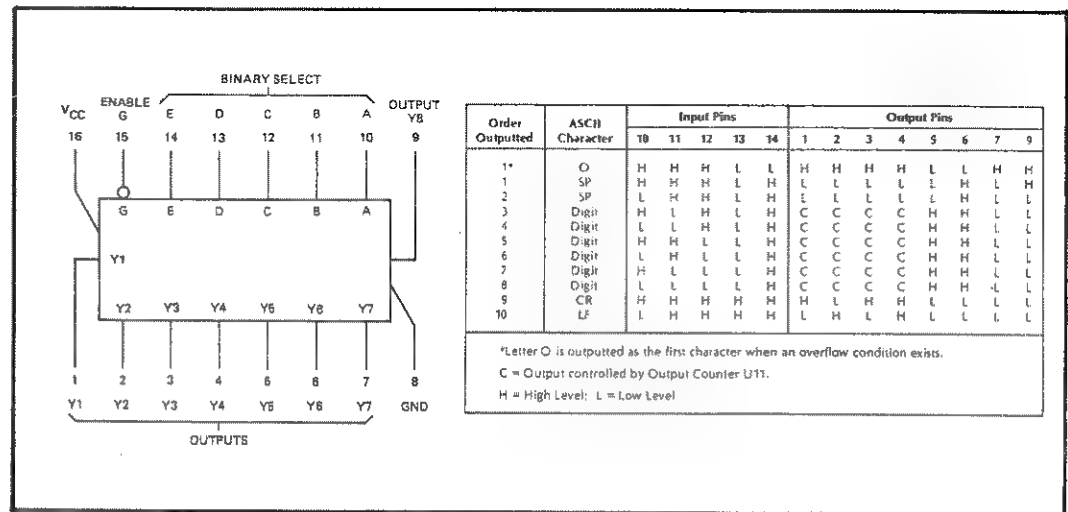 BINARY SELECT
VCC ENABLE G E D C B A OUTPUT Y8
16 15 14 13 12 11 10 9
G E D C B A
Y1
Y2 Y3 Y4 Y5 Y6 Y7
1 2 3 4 5 6 7 8
Y1 Y2 Y3 Y4 Y5 Y6 Y7 GND
OUTPUTS
Order Outputted ASCII Character Input Pins Output Pins
10 11 12 13 14 1 2 3 4 5 6 7 9
1* O H H H L L H H H H L L H H
1 SP H H H L H L L L L L H L H
2 SP L H H L H L L L L L H L L
3 Digit H L H L H C C C C H H L L
4 Digit L L H L H C C C C H H L L
5 Digit H H L L H C C C C H H L L
6 Digit L H L L H C C C C H H L L
7 Digit H L L L H C C C C H H L L
8 Digit L L L L H C C C C H H L L
9 CR H H H H H H L H H L L L L
10 LF L H H H H L H L H L L L L
*Letter O is outputted as the first character when an overflow condition exists.
C = Output controlled by Output Counter U11.
H = High Level; L = Low Level